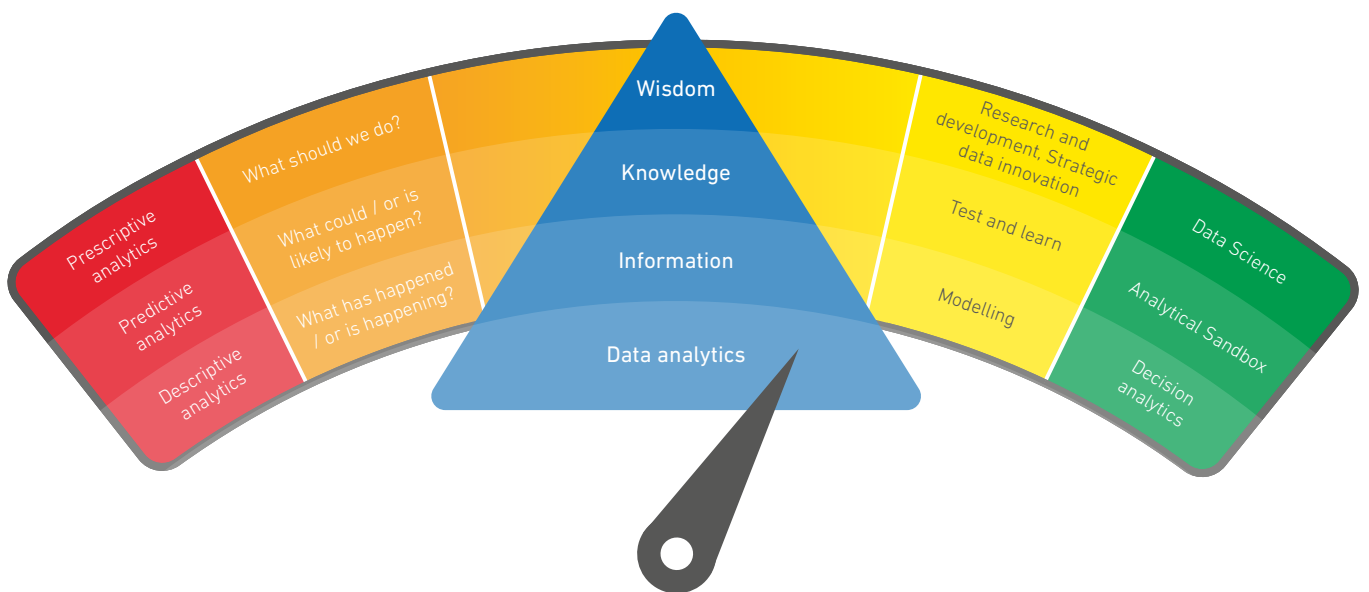 Prescriptive
analytics
Predictive
analytics
Descriptive
analytics
What should we do?
What could / or is
likely to happen?
What has happened
/ or is happening?
Wisdom
Knowledge
Information
Data analytics
Research and
development, Strategic
data innovation
Test and learn
Modelling
Data Science
Analytical Sandbox
Decision
analytics